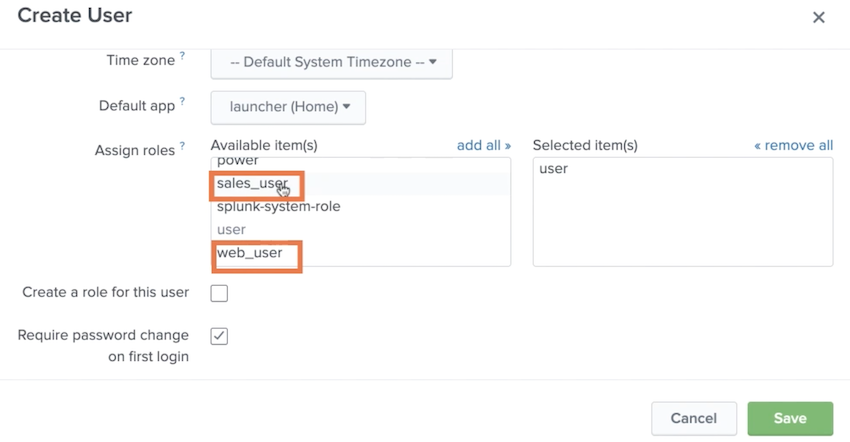 Create User
Time zone ?
-- Default System Timezone --
Default app ?
launcher (Home)
Assign roles ?
Available item(s)
add all »
power
sales_user
splunk-system-role
user
web_user
Selected item(s)
« remove all
user
Create a role for this user
Require password change
on first login
Cancel
Save